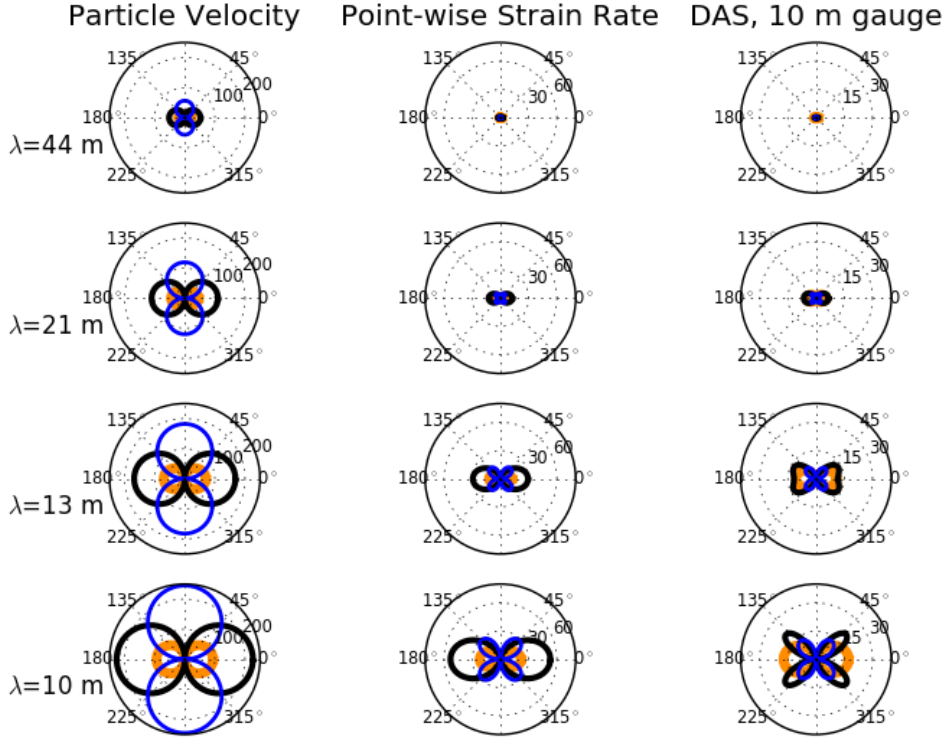 Particle Velocity Point-wise Strain Rate DAS, 10 m gauge
135° 45° 135° 45° 135° 45°
100 200 30 60 15 30
180° 0° 180° 0° 180° 0°
λ=44 m
225° 315° 225° 315° 225° 315°
135° 45° 135° 45° 135° 45°
100 200 30 60 15 30
180° 0° 180° 0° 180° 0°
λ=21 m
225° 315° 225° 315° 225° 315°
135° 45° 135° 45° 135° 45°
100 200 30 60 15 30
180° 0° 180° 0° 180° 0°
λ=13 m
225° 315° 225° 315° 225° 315°
135° 45° 135° 45° 135° 45°
100 200 30 60 15 30
180° 0° 180° 0° 180° 0°
λ=10 m
225° 315° 225° 315° 225° 315°